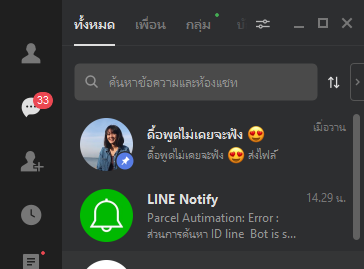 ทั้งหมด เพื่อน กลุ่ม
33
ค้นหาข้อความและห้องแชท
ดื้อพูดไม่เคยจะฟัง 😍 เมื่อวาน
ดื้อพูดไม่เคยจะฟัง 😍 ส่งไฟล์
LINE Notify 14.29 น.
Parcel Autimation: Error :
ส่วนการค้นหา ID line Bot is s...